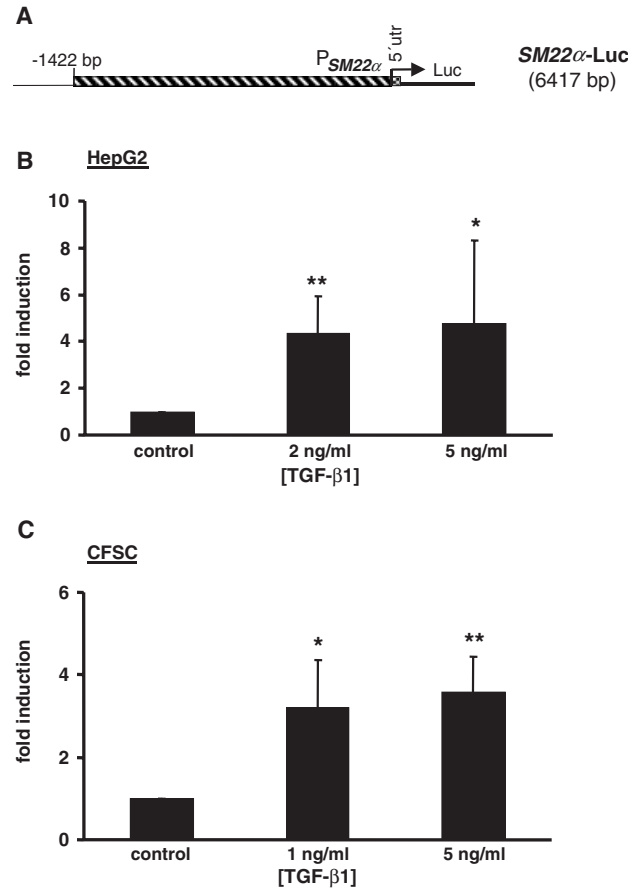 A
-1422 bp
PSM22α
5´utr
Luc
SM22α-Luc
(6417 bp)
B
HepG2
fold induction
10
8
6
4
2
0
**
*
control
2 ng/ml
5 ng/ml
[TGF-β1]
C
CFSC
fold induction
6
4
2
0
*
**
control
1 ng/ml
5 ng/ml
[TGF-β1]